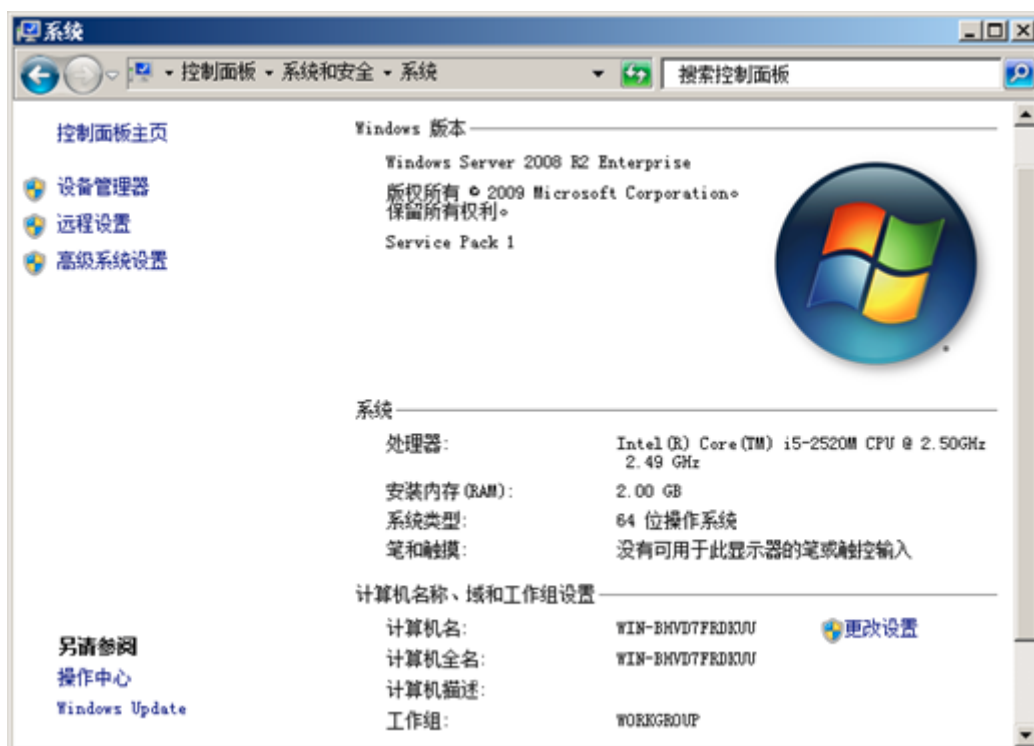 系统
控制面板 系统和安全 系统
搜索控制面板
控制面板主页
设备管理器
远程设置
高级系统设置
另请参阅
操作中心
Windows Update
Windows 版本
Windows Server 2008 R2 Enterprise
版权所有 © 2009 Microsoft Corporation。
保留所有权利。
Service Pack 1
系统
处理器: Intel(R) Core(TM) i5-2520M CPU @ 2.50GHz
2.49 GHz
安装内存(RAM): 2.00 GB
系统类型: 64 位操作系统
笔和触摸: 没有可用于此显示器的笔或触控输入
计算机名称、域和工作组设置
计算机名: WIN-BHVD7FRDKUU 更改设置
计算机全名: WIN-BHVD7FRDKUU
计算机描述:
工作组: WORKGROUP